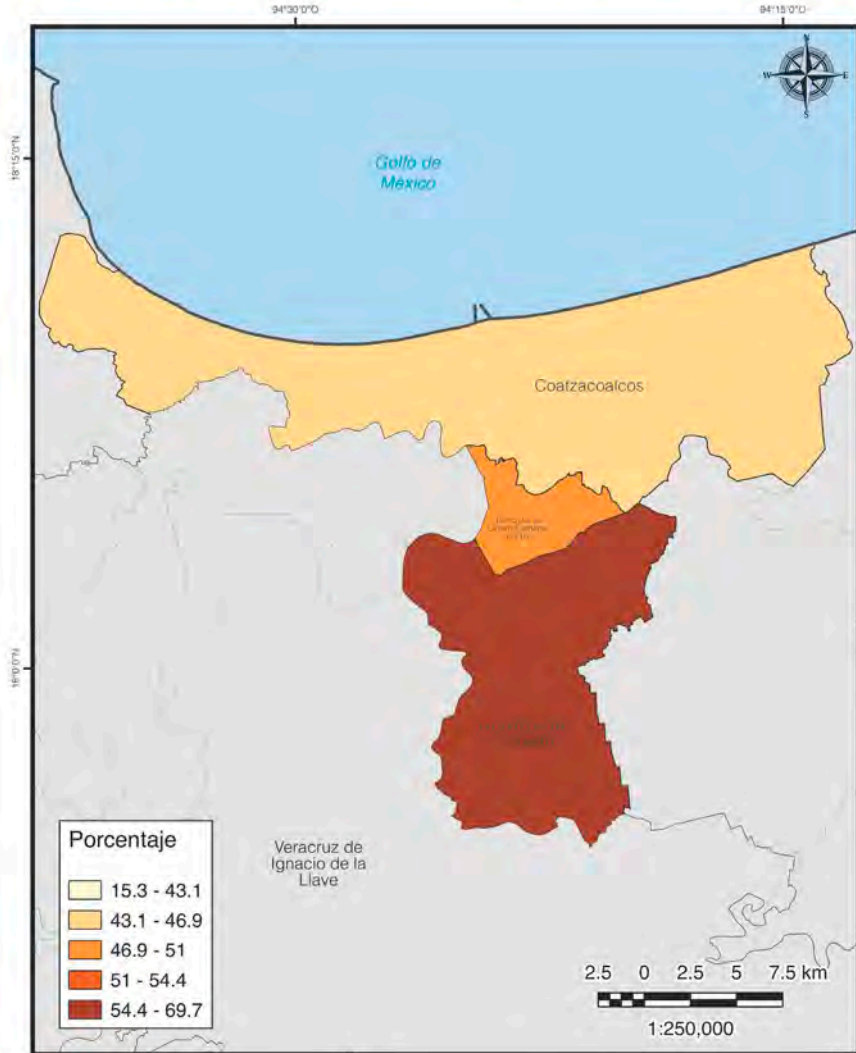 94°30'0"O
94°15'0"O
N
W
E
S
18°15'0"N
Golfo de
México
Coatzacoalcos
18°0'0"N
Veracruz de
Ignacio de la
Llave
Porcentaje
15.3 - 43.1
43.1 - 46.9
46.9 - 51
51 - 54.4
54.4 - 69.7
2.5 0 2.5 5 7.5 km
1:250,000